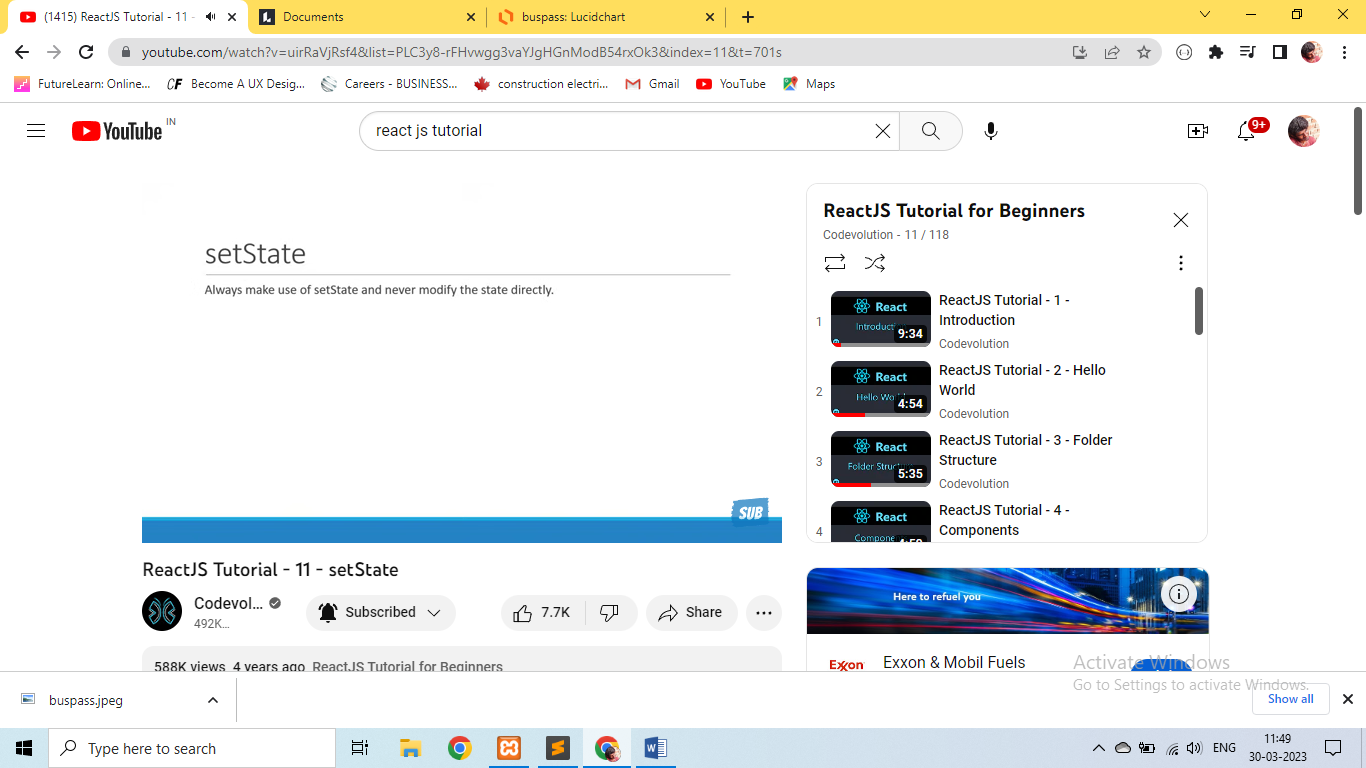 (1415) ReactJS Tutorial - 11 -
Documents
buspass: Lucidchart
youtube.com/watch?v=uirRaVjRsf4&list=PLC3y8-rFHvwgg3vaYJgHGnModB54rxOk3&index=11&t=701s
FutureLearn: Online...
CF Become A UX Desig...
Careers - BUSINESS...
construction electri...
Gmail
YouTube
Maps
YouTube IN
react js tutorial
9+
setState
Always make use of setState and never modify the state directly.
SUB
ReactJS Tutorial - 11 - setState
Codevol...
492K...
Subscribed
7.7K
Share
588K views 4 years ago ReactJS Tutorial for Beginners
ReactJS Tutorial for Beginners
Codevolution - 11 / 118
1
React
Introduct
9:34
ReactJS Tutorial - 1 -
Introduction
Codevolution
2
React
Hello Wo
4:54
ReactJS Tutorial - 2 - Hello
World
Codevolution
3
React
Folder Struc
5:35
ReactJS Tutorial - 3 - Folder
Structure
Codevolution
4
React
Compone
ReactJS Tutorial - 4 -
Components
Here to refuel you
Exxon
Exxon & Mobil Fuels
Activate Windows
Go to Settings to activate Windows.
buspass.jpeg
Show all
Type here to search
ENG
11:49
30-03-2023